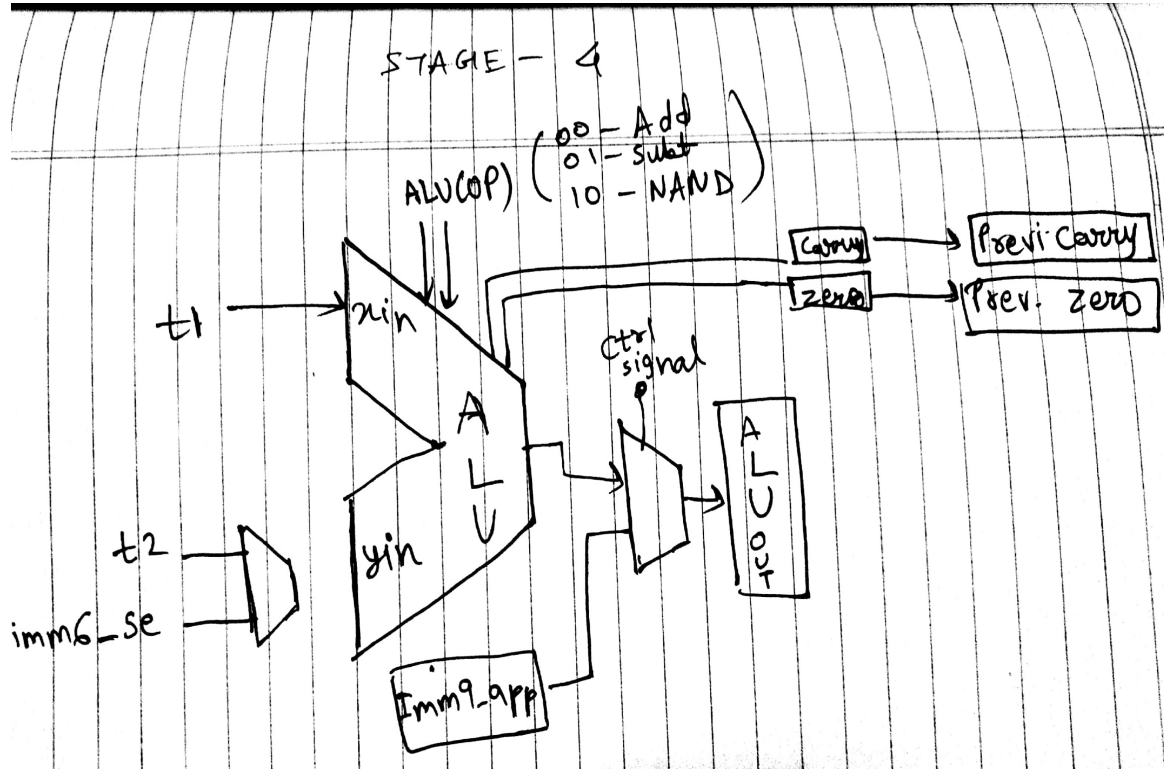 STAGE - 4
00 - Add
01 - Subt
10 - NAND
ALU(OP)
Carry
Previ Carry
zero
Prev. zero
t1
xin
Ctrl
signal
ALU
ALU OUT
t2
yin
imm6_se
Imm9_app